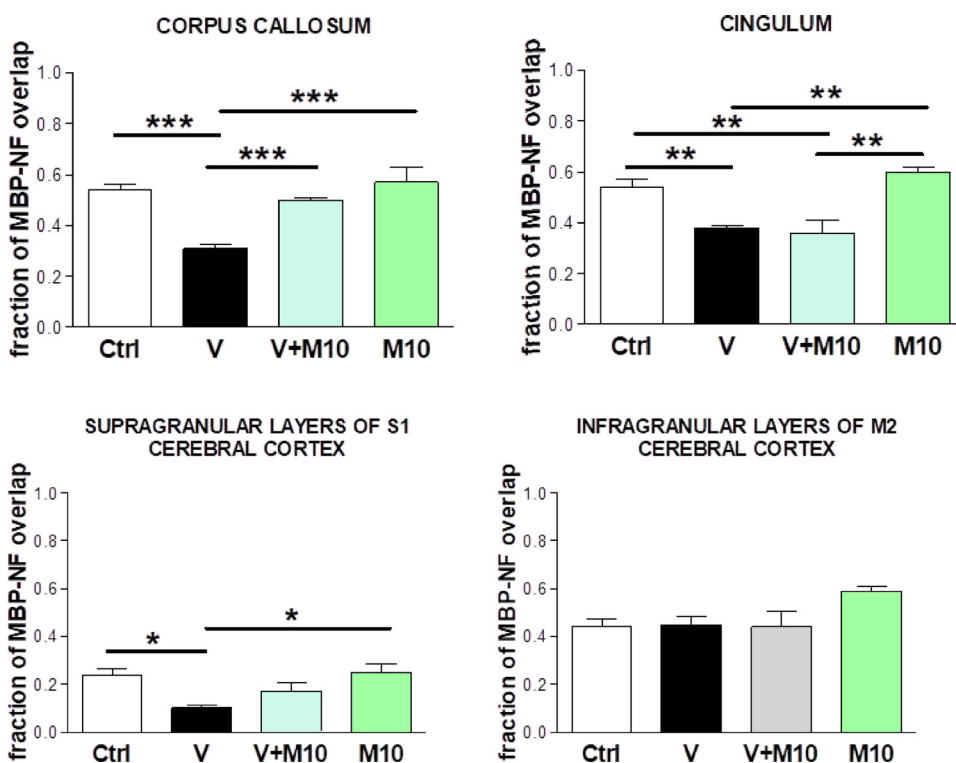 CORPUS CALLOSUM
fraction of MBP-NF overlap
1.0
0.8
0.6
0.4
0.2
0.0
***
***
***
Ctrl V V+M10 M10
CINGULUM
fraction of MBP-NF overlap
1.0
0.8
0.6
0.4
0.2
0.0
**
**
**
**
Ctrl V V+M10 M10
SUPRAGRANULAR LAYERS OF S1
CEREBRAL CORTEX
fraction of MBP-NF overlap
1.0
0.8
0.6
0.4
0.2
0.0
*
*
Ctrl V V+M10 M10
INFRAGRANULAR LAYERS OF M2
CEREBRAL CORTEX
fraction of MBP-NF overlap
1.0
0.8
0.6
0.4
0.2
0.0
Ctrl V V+M10 M10